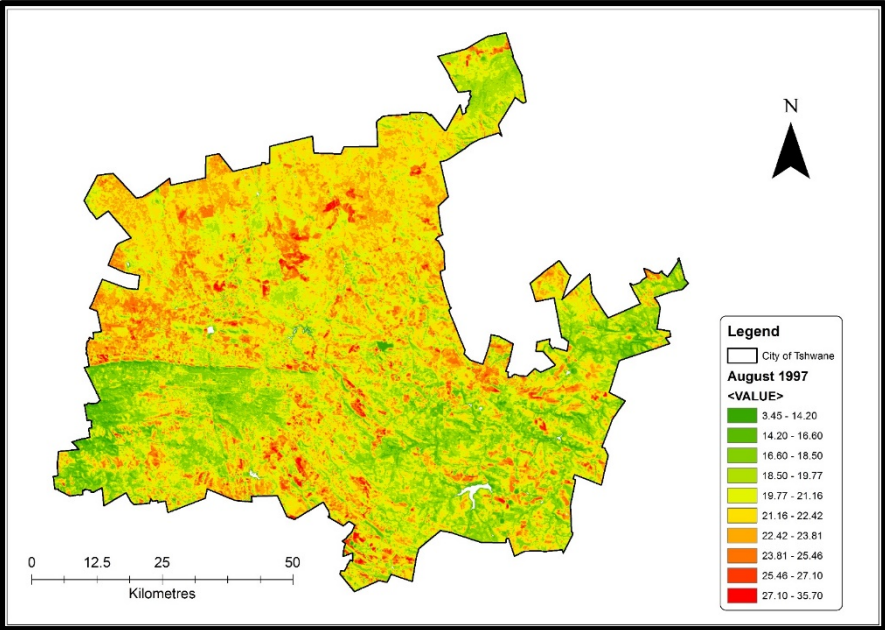 N
Legend
City of Tshwane
August 1997
<VALUE>
3.45 - 14.20
14.20 - 16.60
16.60 - 18.50
18.50 - 19.77
19.77 - 21.16
21.16 - 22.42
22.42 - 23.81
23.81 - 25.46
25.46 - 27.10
27.10 - 35.70
0 12.5 25 50
Kilometres